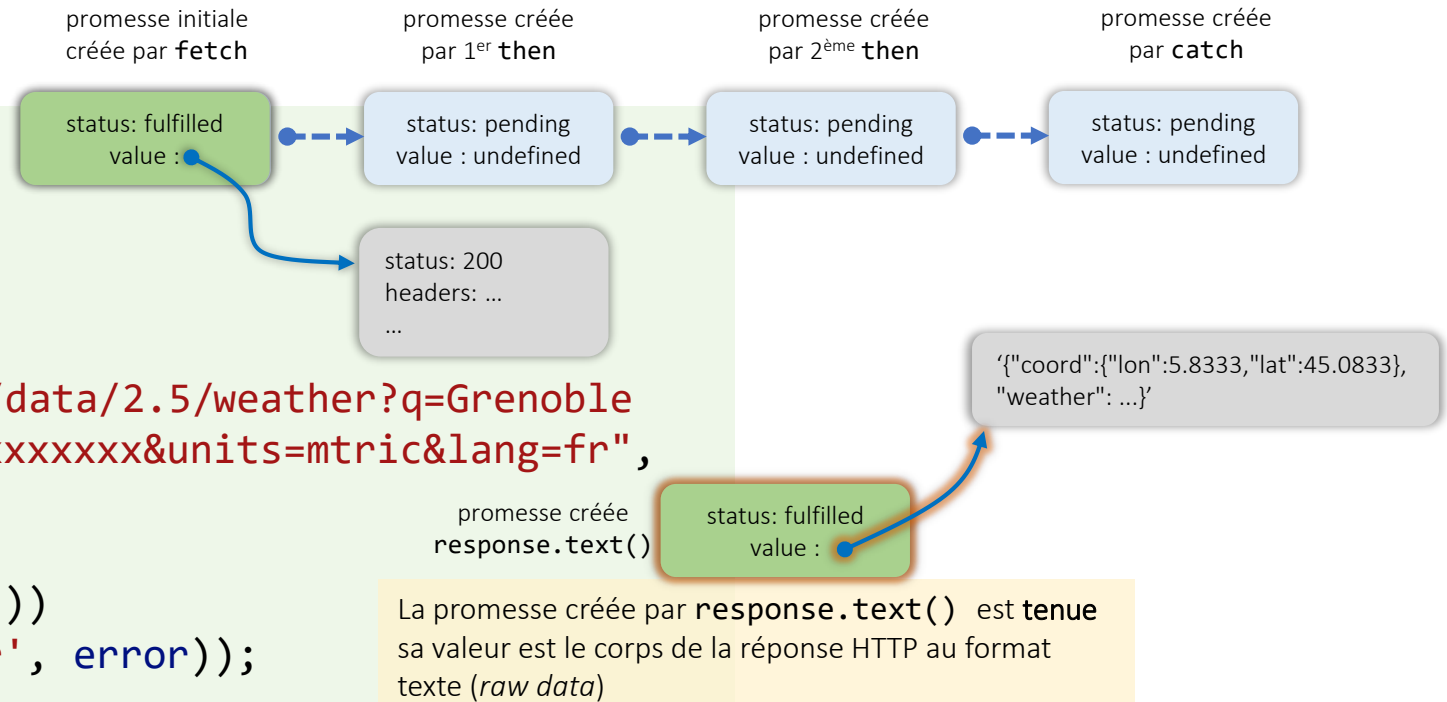 promesse initiale
créée par fetch
promesse créée
par 1er then
promesse créée
par 2ème then
promesse créée
par catch
status: fulfilled
value :
status: pending
value : undefined
status: pending
value : undefined
status: pending
value : undefined
status: 200
headers: …
…
‘{"coord":{"lon":5.8333,"lat":45.0833},
"weather": ...}’
/data/2.5/weather?q=Grenoble
xxxxxxx&units=mtric&lang=fr",
promesse créée
response.text()
status: fulfilled
value :
))
', error));
La promesse créée par response.text() est tenue
sa valeur est le corps de la réponse HTTP au format
texte (raw data)